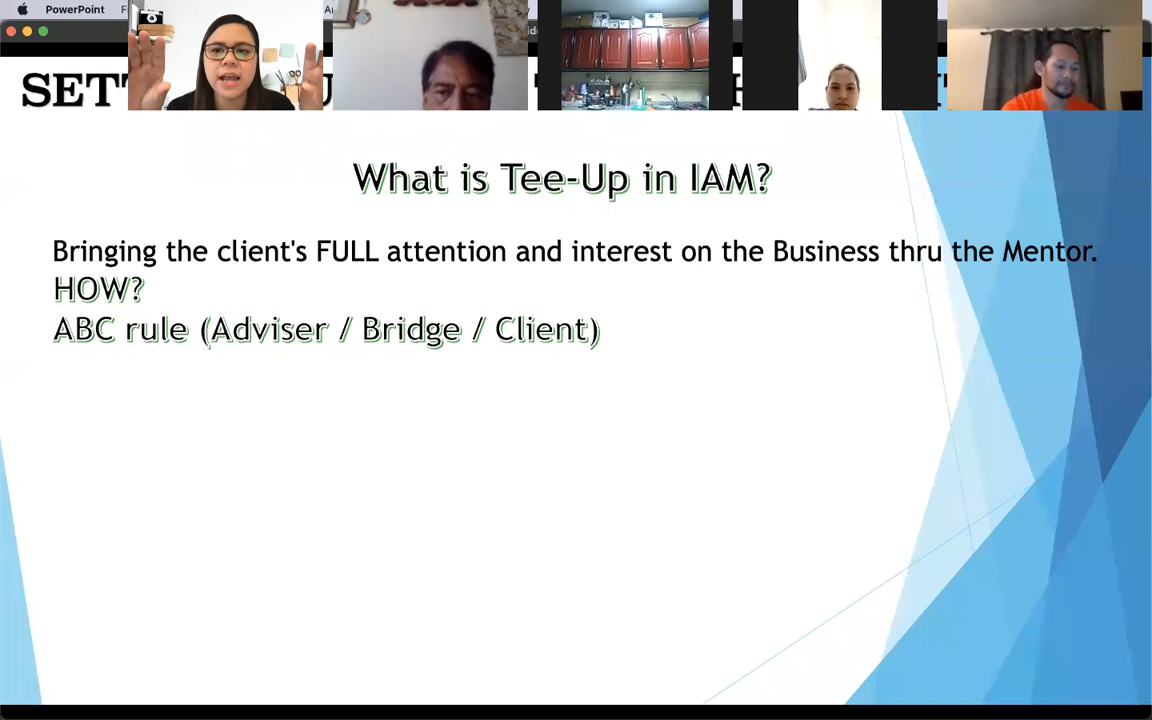 PowerPoint
SET
What is Tee-Up in IAM?
Bringing the client's FULL attention and interest on the Business thru the Mentor.
HOW?
ABC rule (Adviser / Bridge / Client)